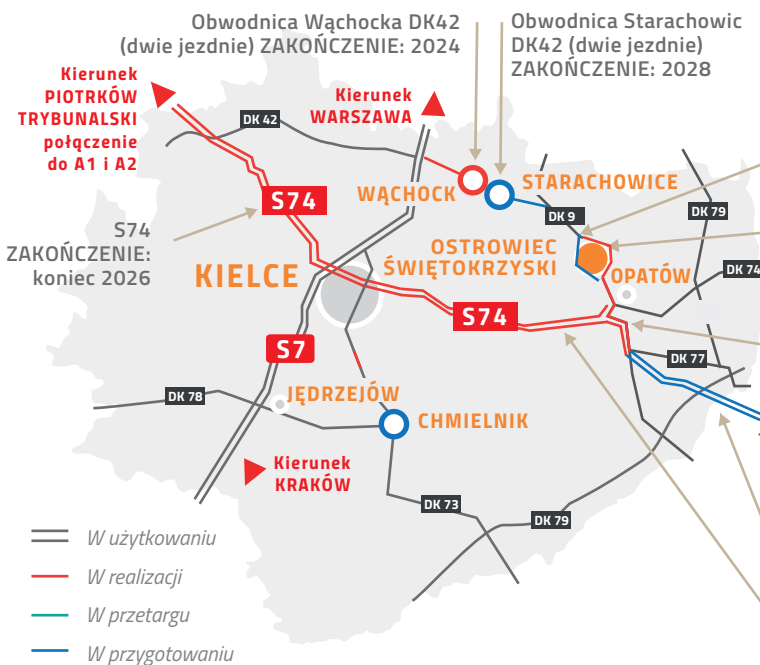 Obwodnica Wąchocka DK42
(dwie jezdnie) ZAKOŃCZENIE: 2024
Obwodnica Starachowic
DK42 (dwie jezdnie)
ZAKOŃCZENIE: 2028
Kierunek
PIOTRKÓW
TRYBUNALSKI
połączenie
do A1 i A2
Kierunek
WARSZAWA
DK 42
S74
WĄCHOCK
STARACHOWICE
DK 9
DK 79
S74
ZAKOŃCZENIE:
koniec 2026
KIELCE
OSTROWIEC
ŚWIĘTOKRZYSKI
OPATÓW
DK 74
S74
S7
DK 77
DK 78
JĘDRZEJÓW
CHMIELNIK
Kierunek
KRAKÓW
DK 73
DK 79
W użytkowaniu
W realizacji
W przetargu
W przygotowaniu